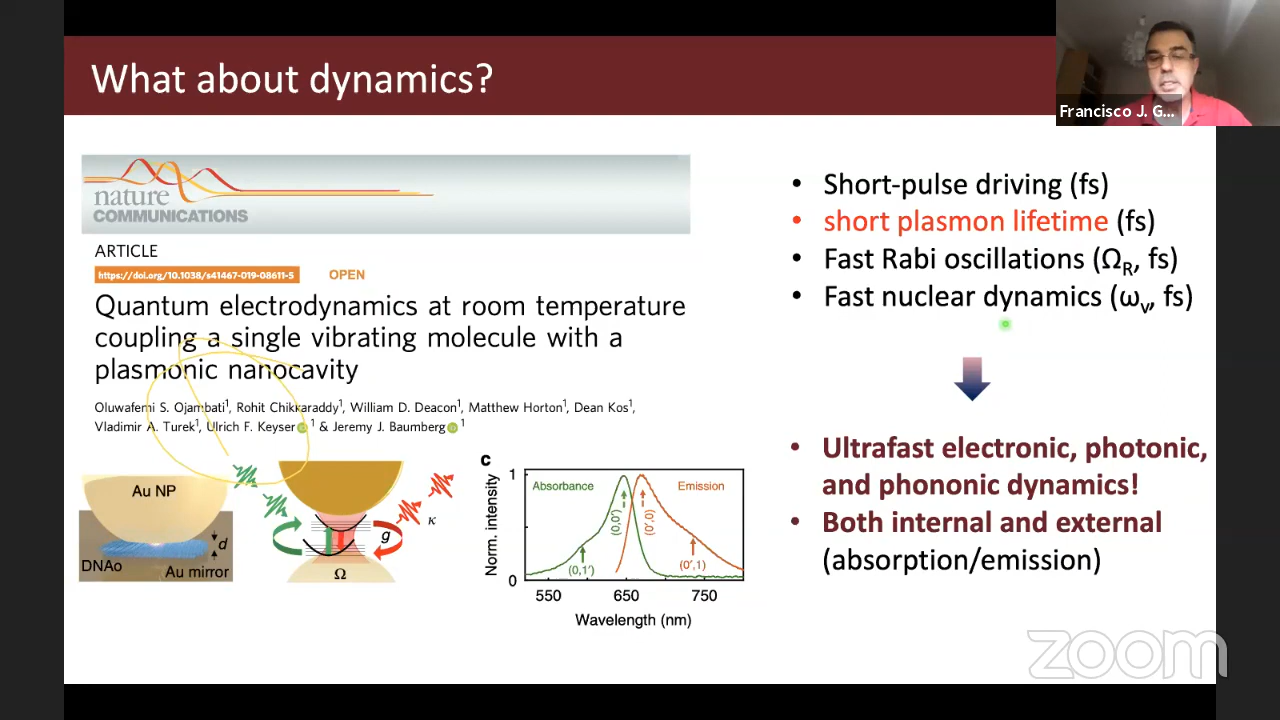 What about dynamics?
Francisco J. G...
nature
COMMUNICATIONS
ARTICLE
https://doi.org/10.1038/s41467-019-08611-5 OPEN
Quantum electrodynamics at room temperature
coupling a single vibrating molecule with a
plasmonic nanocavity
Oluwafemi S. Ojambati¹, Rohit Chikkaraddy¹, William D. Deacon¹, Matthew Horton¹, Dean Kos¹,
Vladimir A. Turek¹, Ulrich F. Keyser ¹ & Jeremy J. Baumberg ¹
Au NP
d
DNAo
Au mirror
κ
g
Ω
c
Norm. intensity
1
0
Absorbance
Emission
(0,0')
(0',0)
(0,1')
(0',1)
550 650 750
Wavelength (nm)
• Short-pulse driving (fs)
• short plasmon lifetime (fs)
• Fast Rabi oscillations (Ω_R, fs)
• Fast nuclear dynamics (ω_v, fs)
• Ultrafast electronic, photonic,
and phononic dynamics!
• Both internal and external
(absorption/emission)
zoom